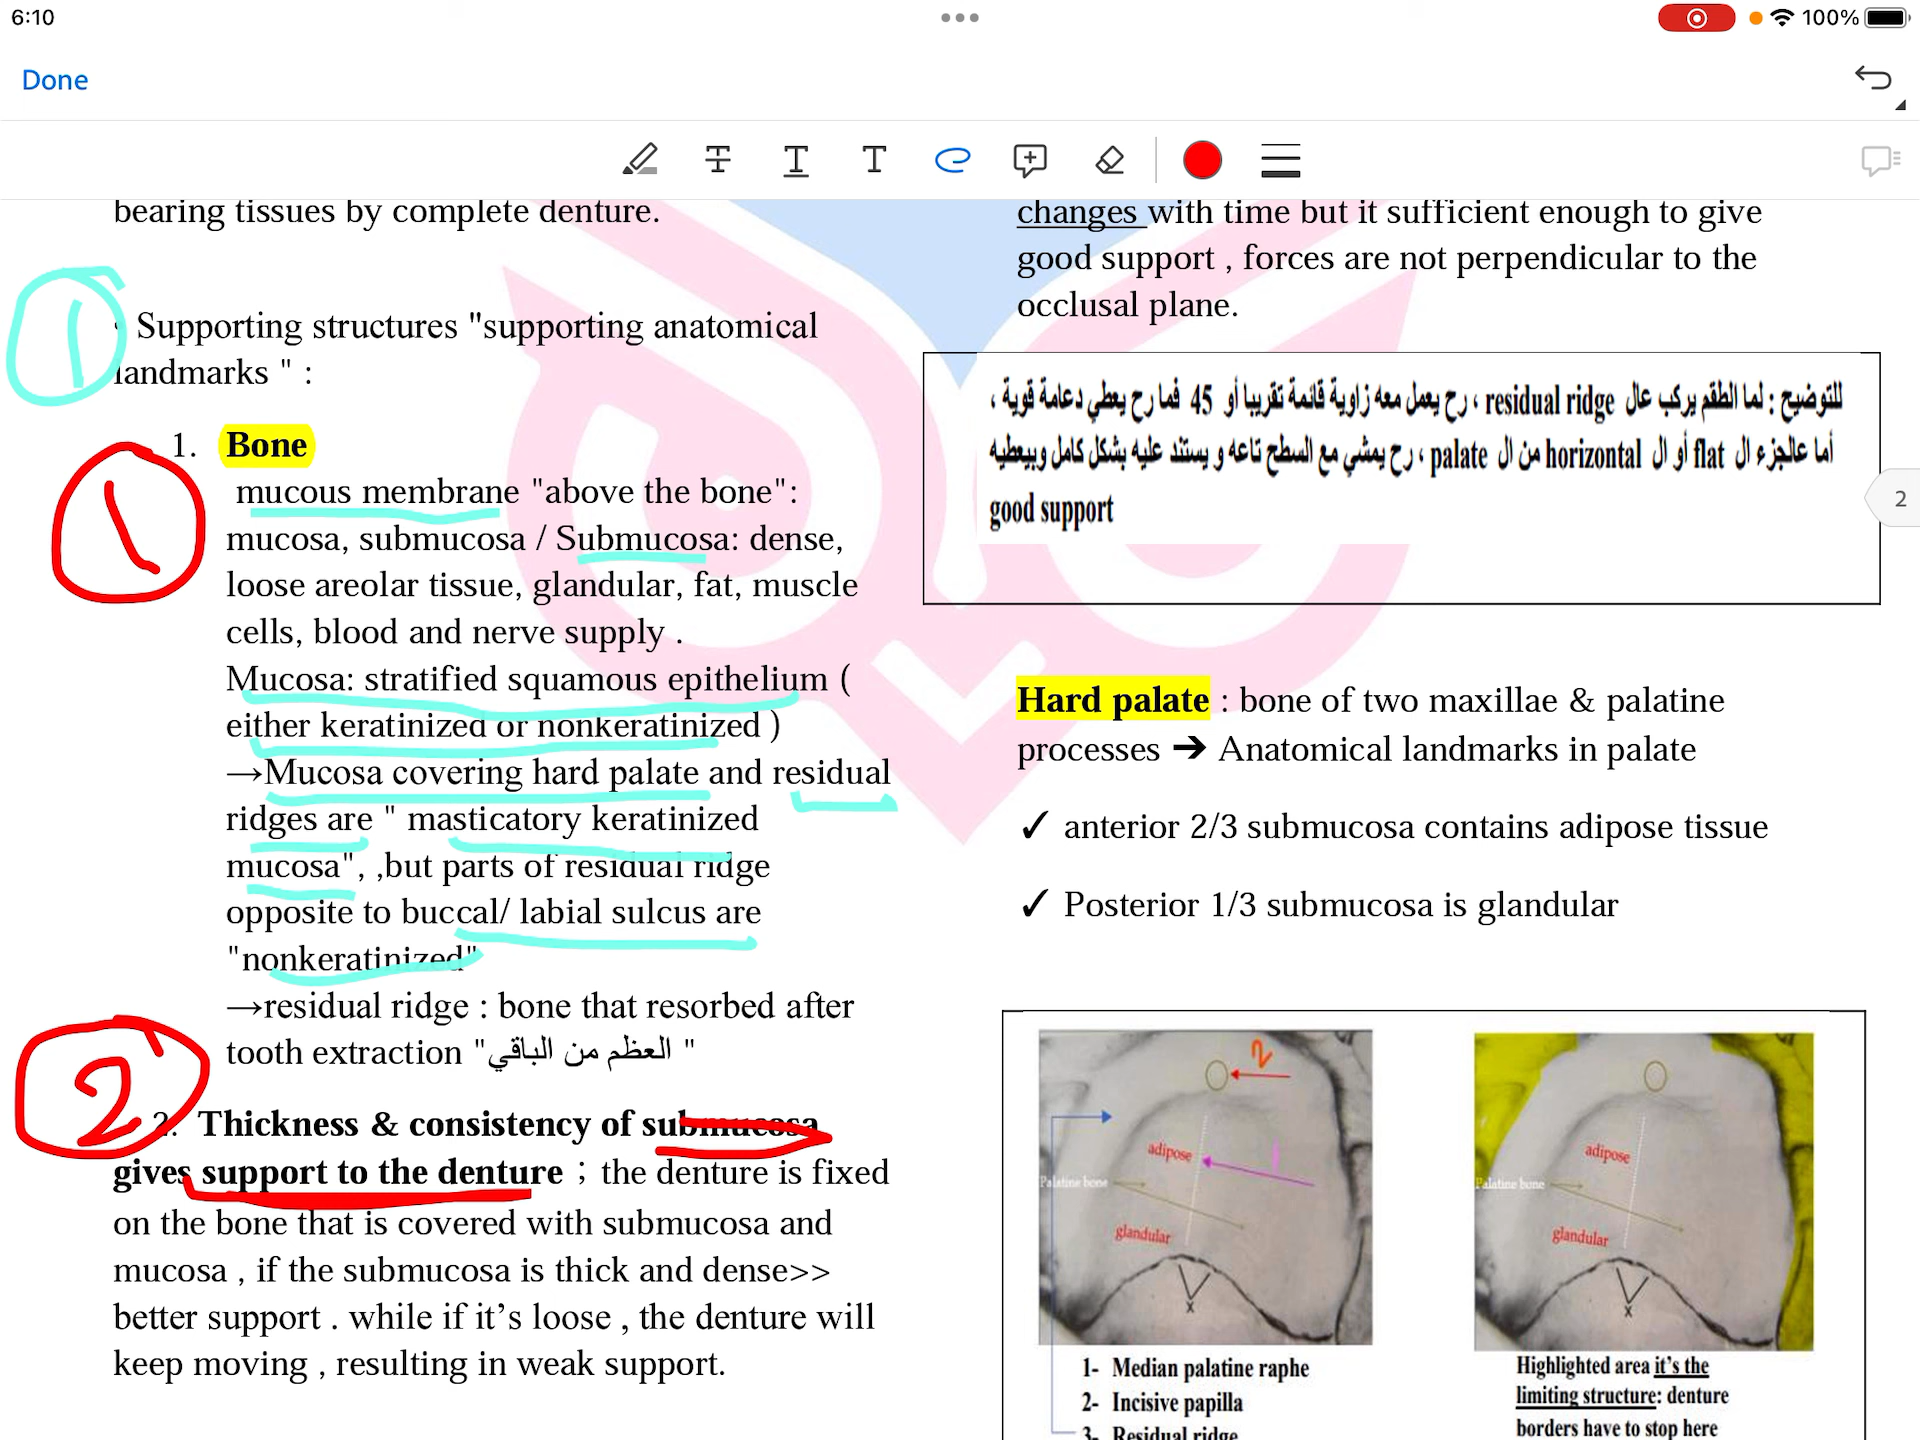 6:10
100%
Done
bearing tissues by complete denture.
1
Supporting structures "supporting anatomical
landmarks " :
1
1. Bone
mucous membrane "above the bone":
mucosa, submucosa / Submucosa: dense,
loose areolar tissue, glandular, fat, muscle
cells, blood and nerve supply .
Mucosa: stratified squamous epithelium (
either keratinized or nonkeratinized )
→Mucosa covering hard palate and residual
ridges are " masticatory keratinized
mucosa", ,but parts of residual ridge
opposite to buccal/ labial sulcus are
"nonkeratinized"
→residual ridge : bone that resorbed after
tooth extraction "العظم من الباقي "
2
2. Thickness & consistency of submucosa
gives support to the denture ; the denture is fixed
on the bone that is covered with submucosa and
mucosa , if the submucosa is thick and dense>>
better support . while if it’s loose , the denture will
keep moving , resulting in weak support.
changes with time but it sufficient enough to give
good support , forces are not perpendicular to the
occlusal plane.
للتوضيح : لما الطقم يركب عال residual ridge ، رح يعمل معه زاوية قائمة تقريبا أو 45 فما رح يعطي دعامة قوية ،
أما عالجزء ال flat أو ال horizontal من ال palate ، رح يمشي مع السطح تاعه و يستند عليه بشكل كامل وبيعطيه
good support
2
Hard palate : bone of two maxillae & palatine
processes ➔ Anatomical landmarks in palate
✓ anterior 2/3 submucosa contains adipose tissue
✓ Posterior 1/3 submucosa is glandular
2
adipose
1
Palatine bone
glandular
x
1- Median palatine raphe
2- Incisive papilla
3- Residual ridge
adipose
Palatine bone
glandular
x
Highlighted area it’s the
limiting structure: denture
borders have to stop here